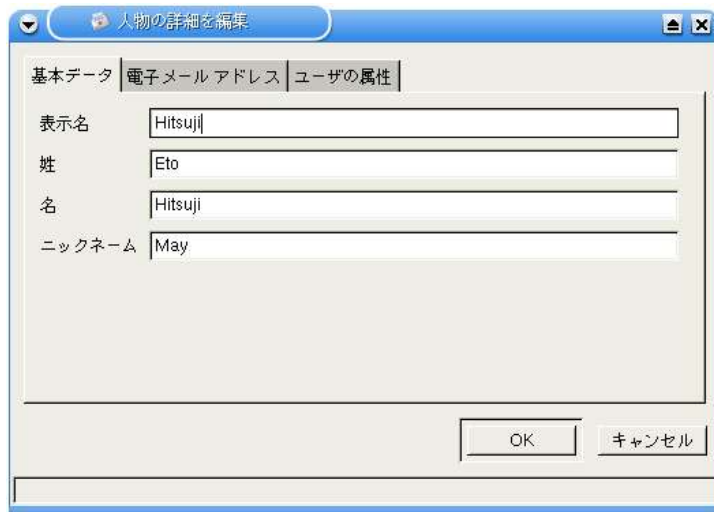 人物の詳細を編集
基本データ 電子メール アドレス ユーザの属性
表示名 Hitsuji
姓 Eto
名 Hitsuji
ニックネーム May
OK キャンセル